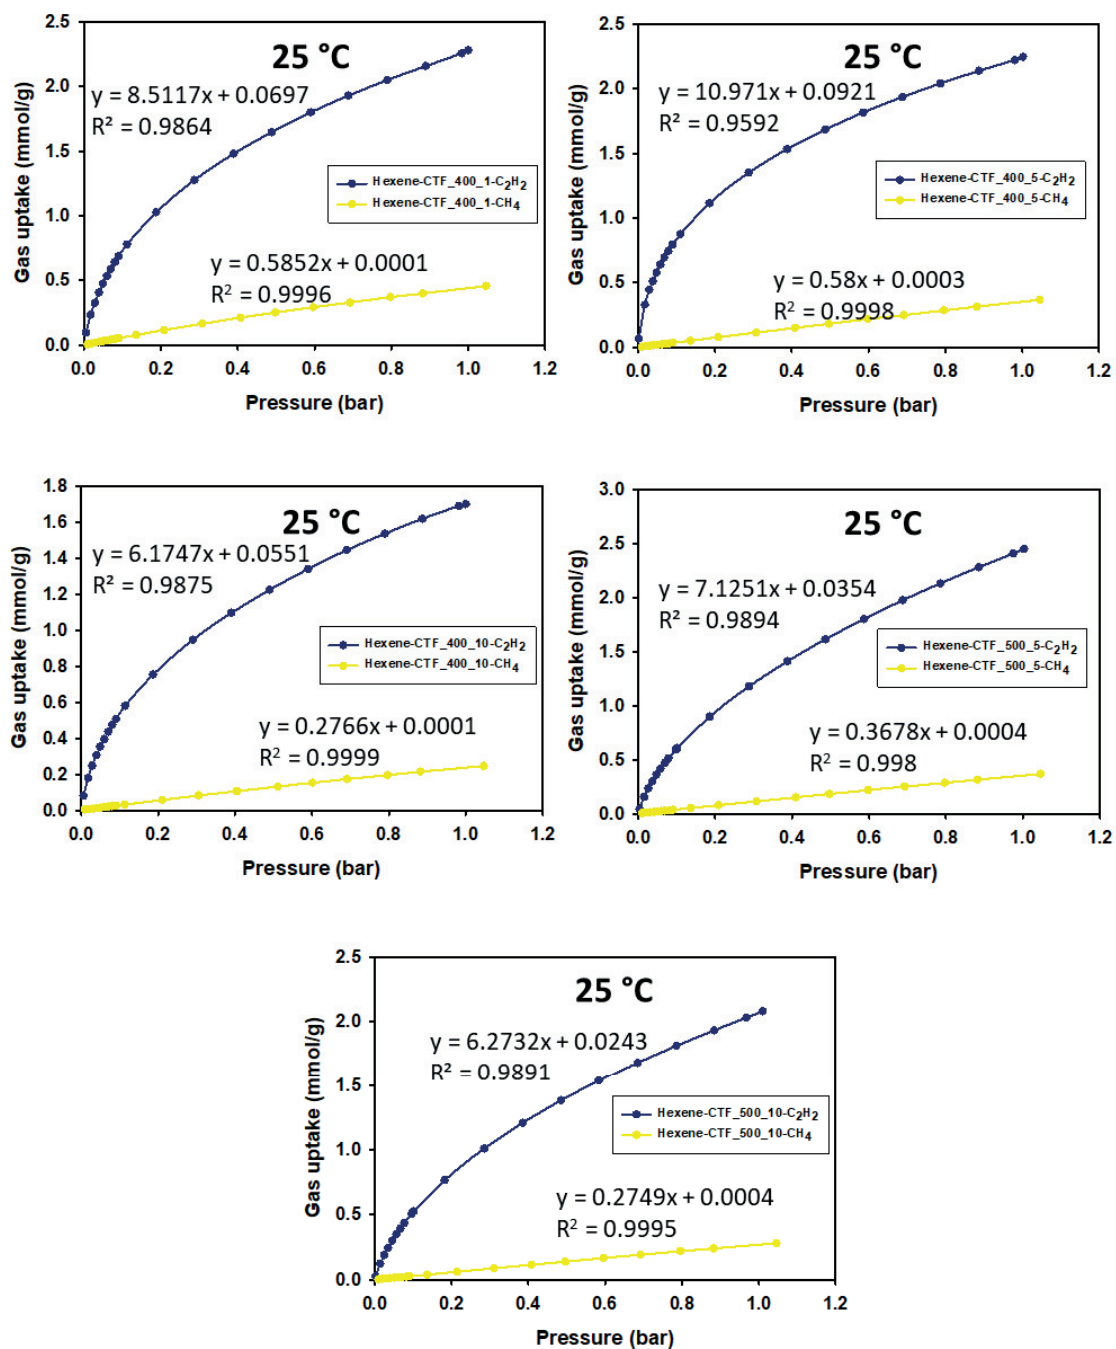 25 °C
y = 8.5117x + 0.0697
R² = 0.9864
Hexene-CTF_400_1-C₂H₂
Hexene-CTF_400_1-CH₄
y = 0.5852x + 0.0001
R² = 0.9996
Gas uptake (mmol/g)
2.5
2.0
1.5
1.0
0.5
0.0
0.0 0.2 0.4 0.6 0.8 1.0 1.2
Pressure (bar)
25 °C
y = 10.971x + 0.0921
R² = 0.9592
Hexene-CTF_400_5-C₂H₂
Hexene-CTF_400_5-CH₄
y = 0.58x + 0.0003
R² = 0.9998
Gas uptake (mmol/g)
2.5
2.0
1.5
1.0
0.5
0.0
0.0 0.2 0.4 0.6 0.8 1.0 1.2
Pressure (bar)
25 °C
y = 6.1747x + 0.0551
R² = 0.9875
Hexene-CTF_400_10-C₂H₂
Hexene-CTF_400_10-CH₄
y = 0.2766x + 0.0001
R² = 0.9999
Gas uptake (mmol/g)
1.8
1.6
1.4
1.2
1.0
0.8
0.6
0.4
0.2
0.0
0.0 0.2 0.4 0.6 0.8 1.0 1.2
Pressure (bar)
25 °C
y = 7.1251x + 0.0354
R² = 0.9894
Hexene-CTF_500_5-C₂H₂
Hexene-CTF_500_5-CH₄
y = 0.3678x + 0.0004
R² = 0.998
Gas uptake (mmol/g)
3.0
2.5
2.0
1.5
1.0
0.5
0.0
0.0 0.2 0.4 0.6 0.8 1.0 1.2
Pressure (bar)
25 °C
y = 6.2732x + 0.0243
R² = 0.9891
Hexene-CTF_500_10-C₂H₂
Hexene-CTF_500_10-CH₄
y = 0.2749x + 0.0004
R² = 0.9995
Gas uptake (mmol/g)
2.5
2.0
1.5
1.0
0.5
0.0
0.0 0.2 0.4 0.6 0.8 1.0 1.2
Pressure (bar)